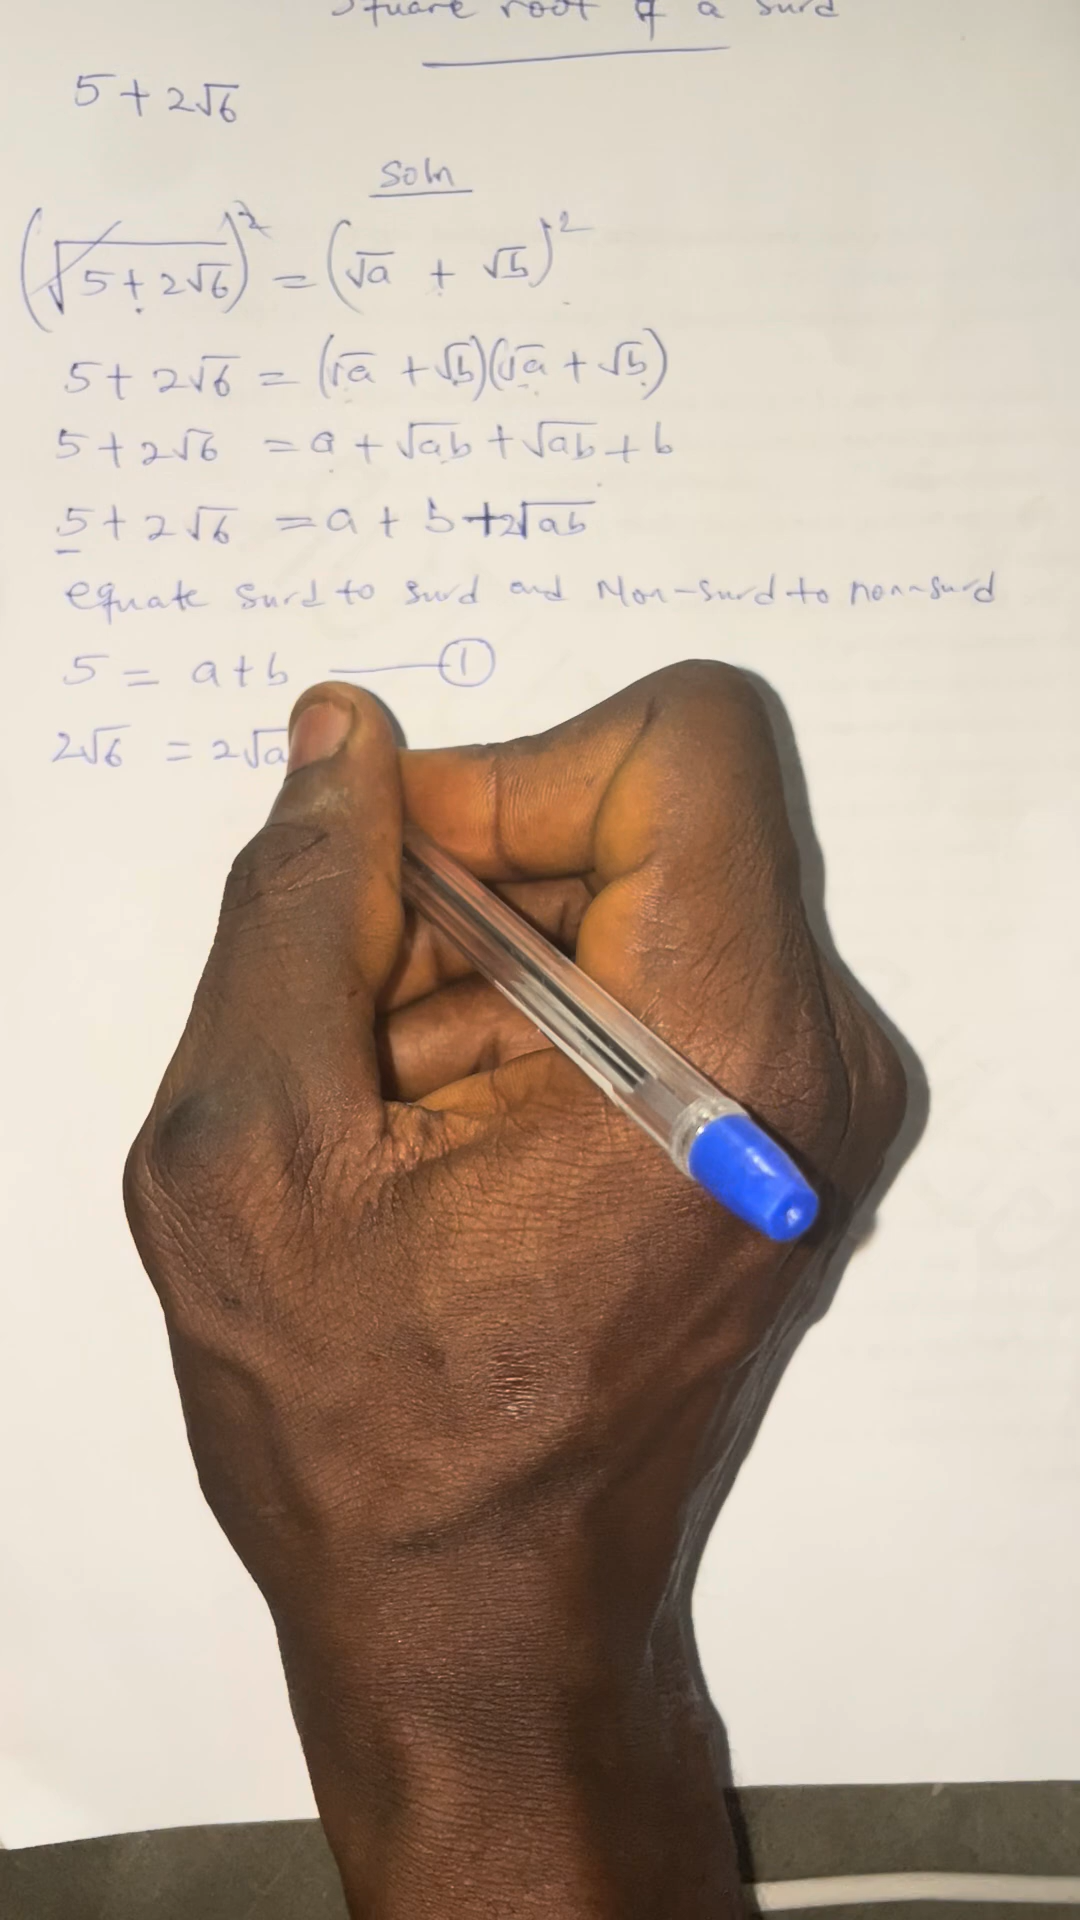 Square root of a surd
5 + 2√6
Soln
(√(5 + 2√6))² = (√a + √b)²
5 + 2√6 = (√a + √b)(√a + √b)
5 + 2√6 = a + √ab + √ab + b
5 + 2√6 = a + b + 2√ab
equate surd to surd and Non-surd to non-surd
5 = a + b —— ①
2√6 = 2√a